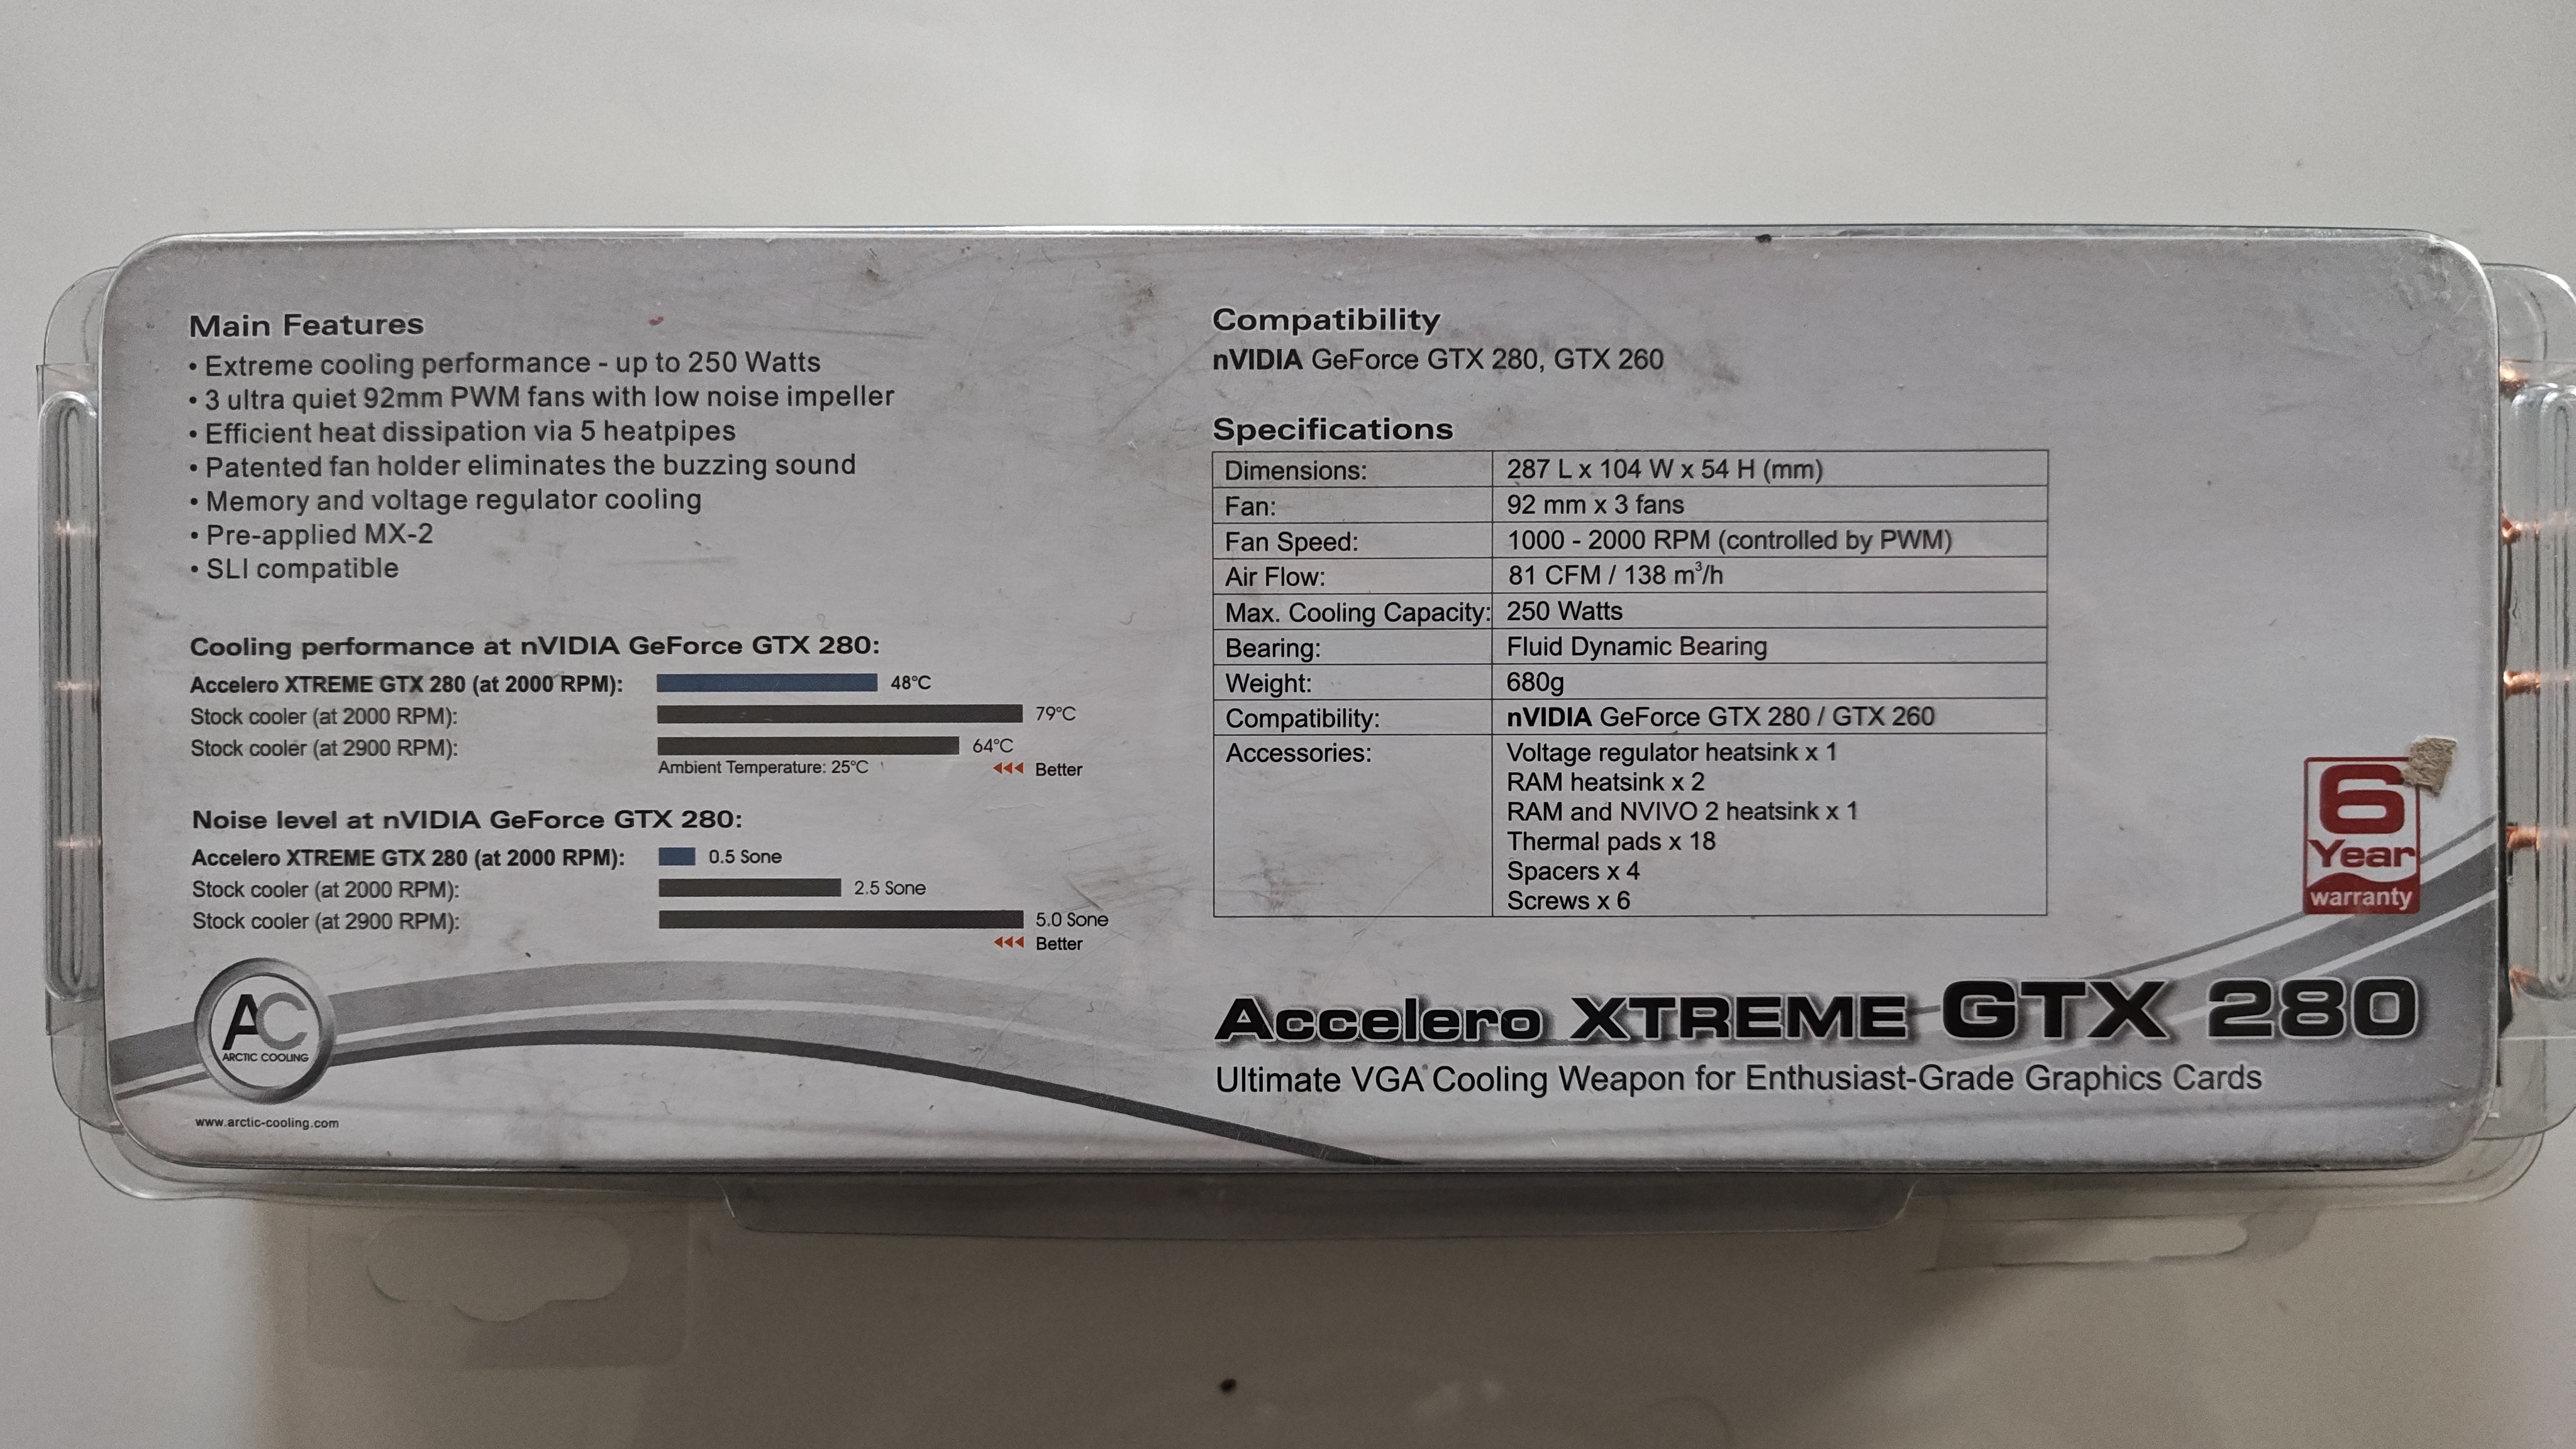 Main Features
• Extreme cooling performance - up to 250 Watts
• 3 ultra quiet 92mm PWM fans with low noise impeller
• Efficient heat dissipation via 5 heatpipes
• Patented fan holder eliminates the buzzing sound
• Memory and voltage regulator cooling
• Pre-applied MX-2
• SLI compatible
Cooling performance at nVIDIA GeForce GTX 280:
Accelero XTREME GTX 280 (at 2000 RPM): 48°C
Stock cooler (at 2000 RPM): 79°C
Stock cooler (at 2900 RPM): 64°C
Ambient Temperature: 25°C Better
Noise level at nVIDIA GeForce GTX 280:
Accelero XTREME GTX 280 (at 2000 RPM): 0.5 Sone
Stock cooler (at 2000 RPM): 2.5 Sone
Stock cooler (at 2900 RPM): 5.0 Sone
Better
AC
ARCTIC COOLING
www.arctic-cooling.com
Compatibility
nVIDIA GeForce GTX 280, GTX 260
Specifications
Dimensions: 287 L x 104 W x 54 H (mm)
Fan: 92 mm x 3 fans
Fan Speed: 1000 - 2000 RPM (controlled by PWM)
Air Flow: 81 CFM / 138 m³/h
Max. Cooling Capacity: 250 Watts
Bearing: Fluid Dynamic Bearing
Weight: 680g
Compatibility: nVIDIA GeForce GTX 280 / GTX 260
Accessories: Voltage regulator heatsink x 1
RAM heatsink x 2
RAM and NVIVO 2 heatsink x 1
Thermal pads x 18
Spacers x 4
Screws x 6
6
Year
warranty
Accelero XTREME GTX 280
Ultimate VGA Cooling Weapon for Enthusiast-Grade Graphics Cards